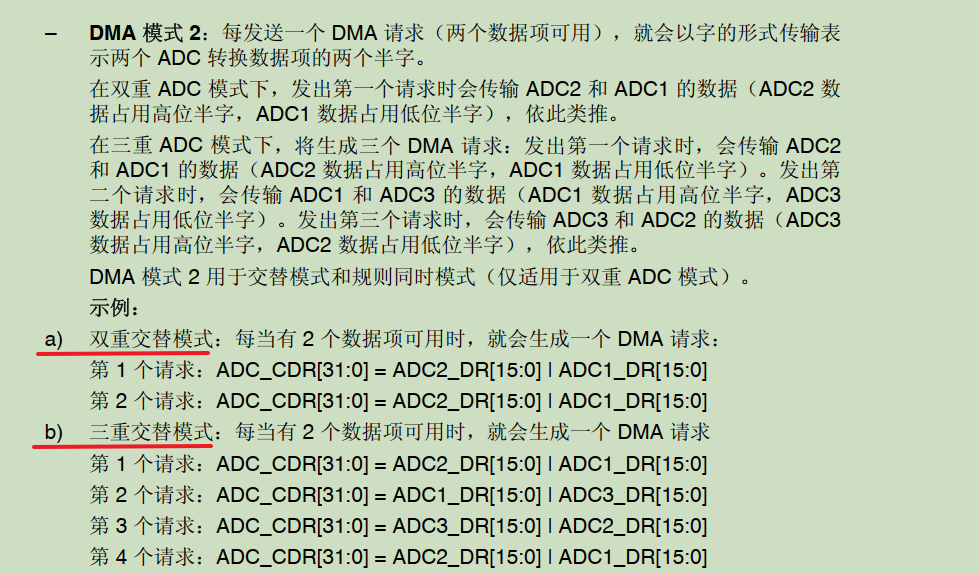 – DMA 模式 2：每发送一个 DMA 请求（两个数据项可用），就会以字的形式传输表
示两个 ADC 转换数据项的两个半字。
在双重 ADC 模式下，发出第一个请求时会传输 ADC2 和 ADC1 的数据（ADC2 数
据占用高位半字，ADC1 数据占用低位半字），依此类推。
在三重 ADC 模式下，将生成三个 DMA 请求：发出第一个请求时，会传输 ADC2
和 ADC1 的数据（ADC2 数据占用高位半字，ADC1 数据占用低位半字）。发出第
二个请求时，会传输 ADC1 和 ADC3 的数据（ADC1 数据占用高位半字，ADC3
数据占用低位半字）。发出第三个请求时，会传输 ADC3 和 ADC2 的数据（ADC3
数据占用高位半字，ADC2 数据占用低位半字），依此类推。
DMA 模式 2 用于交替模式和规则同时模式（仅适用于双重 ADC 模式）。
示例：
a) 双重交替模式：每当有 2 个数据项可用时，就会生成一个 DMA 请求：
第 1 个请求：ADC_CDR[31:0] = ADC2_DR[15:0] | ADC1_DR[15:0]
第 2 个请求：ADC_CDR[31:0] = ADC2_DR[15:0] | ADC1_DR[15:0]
b) 三重交替模式：每当有 2 个数据项可用时，就会生成一个 DMA 请求
第 1 个请求：ADC_CDR[31:0] = ADC2_DR[15:0] | ADC1_DR[15:0]
第 2 个请求：ADC_CDR[31:0] = ADC1_DR[15:0] | ADC3_DR[15:0]
第 3 个请求：ADC_CDR[31:0] = ADC3_DR[15:0] | ADC2_DR[15:0]
第 4 个请求：ADC_CDR[31:0] = ADC2_DR[15:0] | ADC1_DR[15:0]